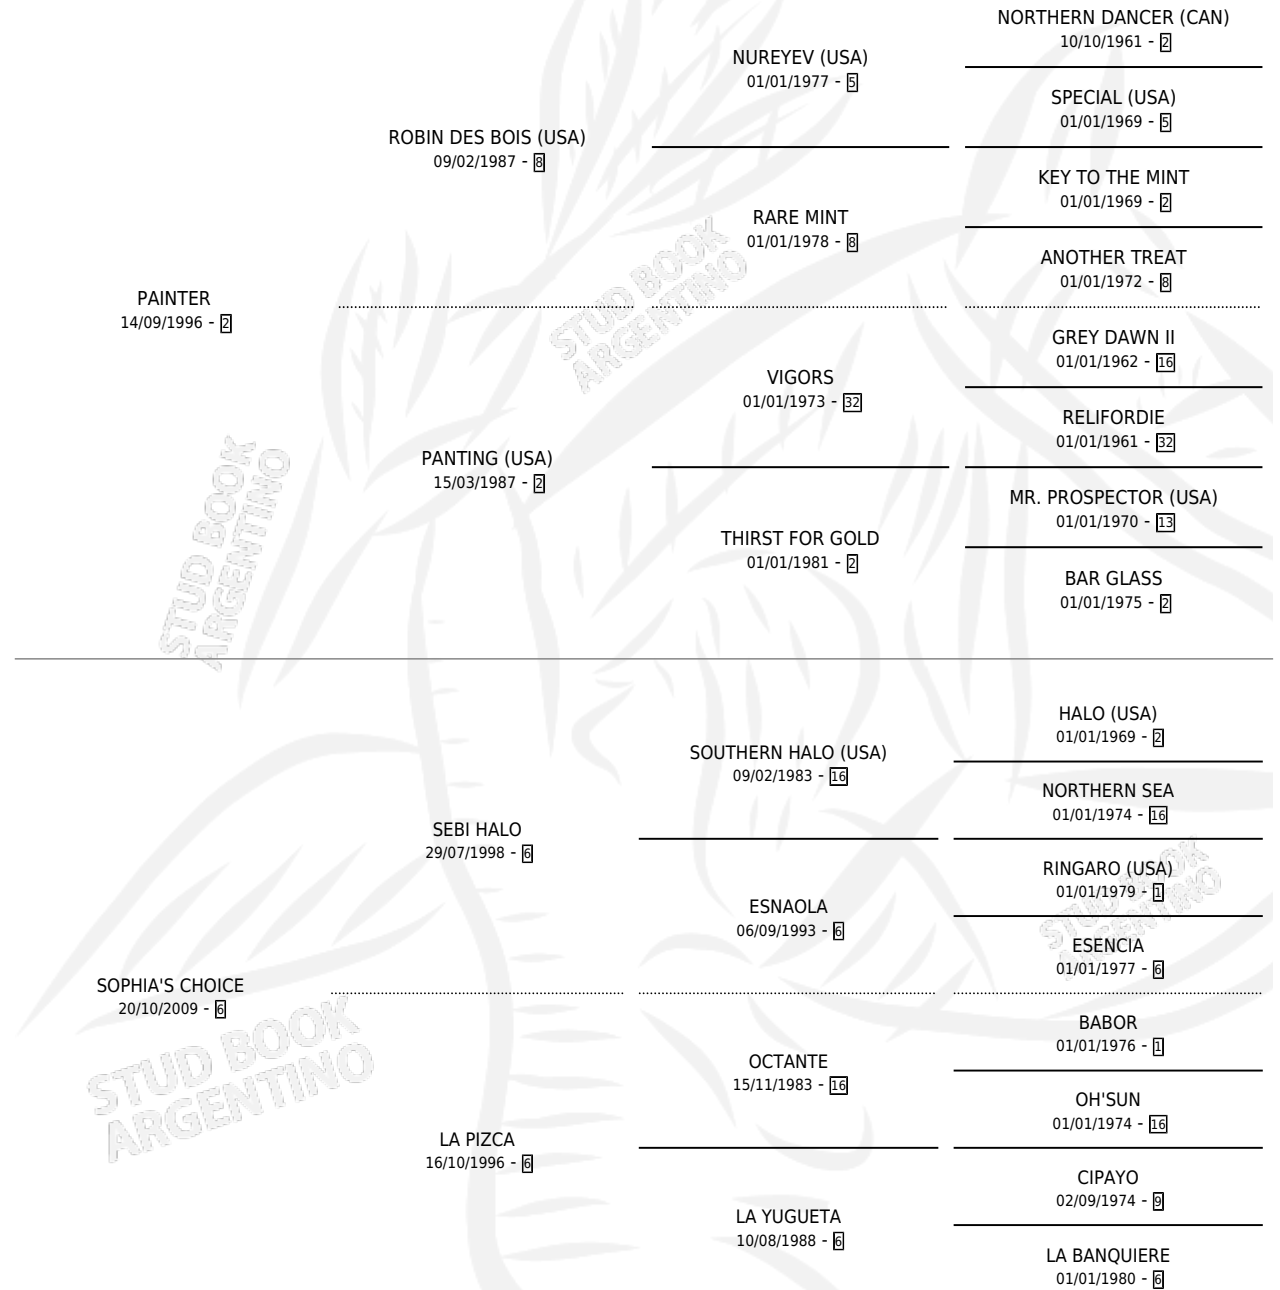 NORTHERN DANCER (CAN)
10/10/1961 - 2
NUREYEV (USA)
01/01/1977 - 5
SPECIAL (USA)
01/01/1969 - 5
ROBIN DES BOIS (USA)
09/02/1987 - 8
KEY TO THE MINT
01/01/1969 - 2
RARE MINT
01/01/1978 - 8
ANOTHER TREAT
01/01/1972 - 8
PAINTER
14/09/1996 - 2
GREY DAWN II
01/01/1962 - 16
VIGORS
01/01/1973 - 32
RELIFORDIE
01/01/1961 - 32
PANTING (USA)
15/03/1987 - 2
MR. PROSPECTOR (USA)
01/01/1970 - 13
THIRST FOR GOLD
01/01/1981 - 2
BAR GLASS
01/01/1975 - 2
HALO (USA)
01/01/1969 - 2
SOUTHERN HALO (USA)
09/02/1983 - 16
NORTHERN SEA
01/01/1974 - 16
SEBI HALO
29/07/1998 - 6
RINGARO (USA)
01/01/1979 - 1
ESNAOLA
06/09/1993 - 6
ESENCIA
01/01/1977 - 6
SOPHIA'S CHOICE
20/10/2009 - 6
BABOR
01/01/1976 - 1
OCTANTE
15/11/1983 - 16
OH'SUN
01/01/1974 - 16
LA PIZCA
16/10/1996 - 6
CIPAYO
02/09/1974 - 9
LA YUGUETA
10/08/1988 - 6
LA BANQUIERE
01/01/1980 - 6
STUD BOOK
ARGENTINO
STUD BOOK
ARGENTINO
STUD BOOK
ARGENTINO
STUD BOOK
ARGENTINO